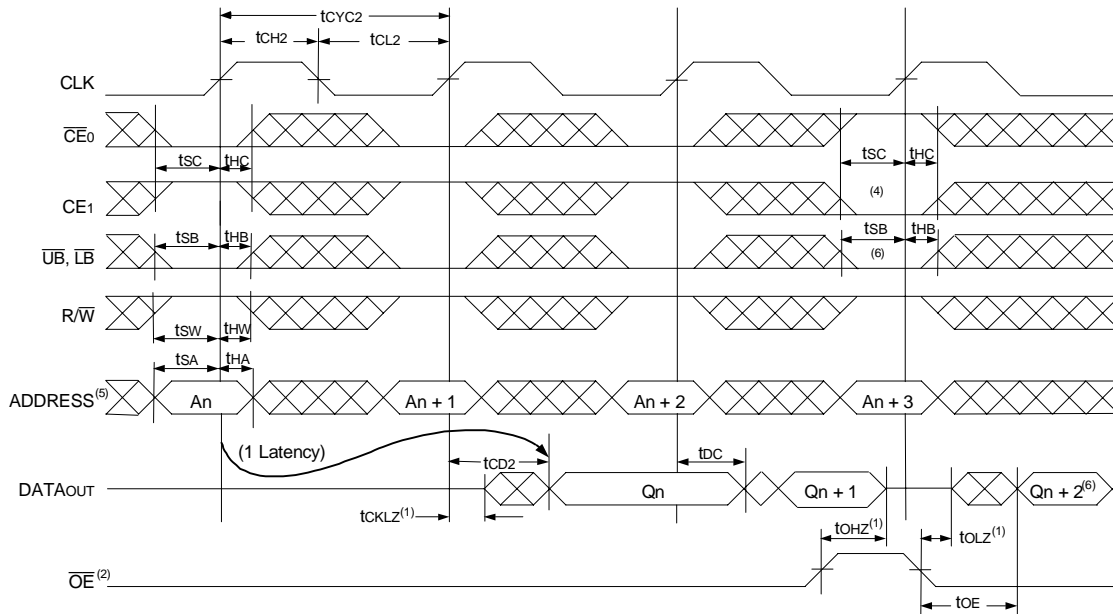 tCYC2
tCH2 tCL2
CLK
CE0
tSC tHC tSC tHC
CE1 (4)
tSB tHB tSB tHB
UB, LB (6)
R/W
tSW tHW
tSA tHA
ADDRESS(5) An An + 1 An + 2 An + 3
(1 Latency) tCD2 tDC
DATAOUT Qn Qn + 1 Qn + 2(6)
tCKLZ(1) tOHZ(1) tOLZ(1)
OE(2)
tOE